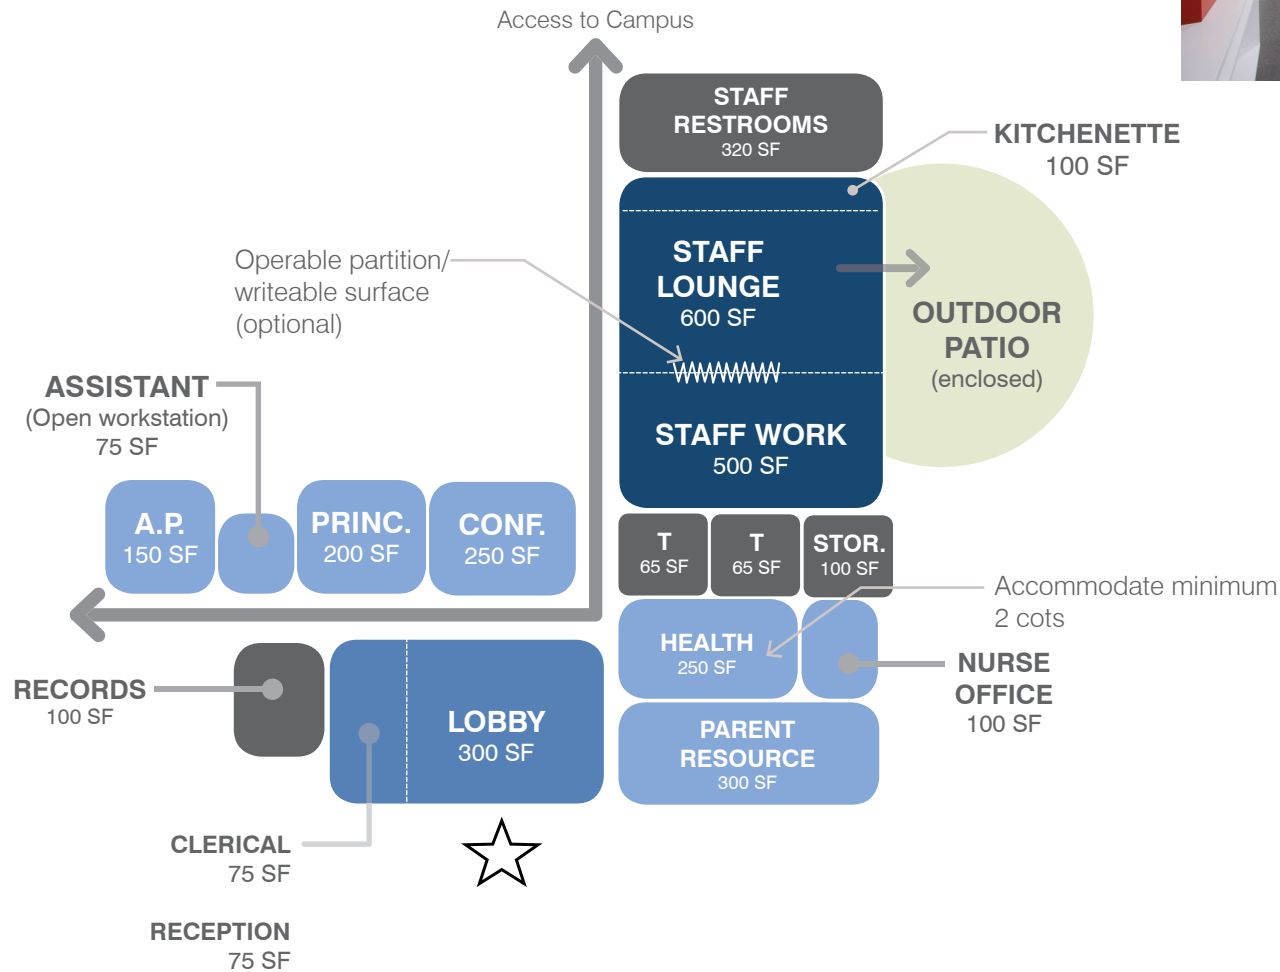 Access to Campus
STAFF
RESTROOMS
320 SF
KITCHENETTE
100 SF
STAFF
LOUNGE
600 SF
Operable partition/
writeable surface
(optional)
OUTDOOR
PATIO
(enclosed)
ASSISTANT
(Open workstation)
75 SF
STAFF WORK
500 SF
A.P.
150 SF
PRINC.
200 SF
CONF.
250 SF
T
65 SF
T
65 SF
STOR.
100 SF
Accommodate minimum
2 cots
HEALTH
250 SF
NURSE
OFFICE
100 SF
RECORDS
100 SF
LOBBY
300 SF
PARENT
RESOURCE
300 SF
CLERICAL
75 SF
RECEPTION
75 SF